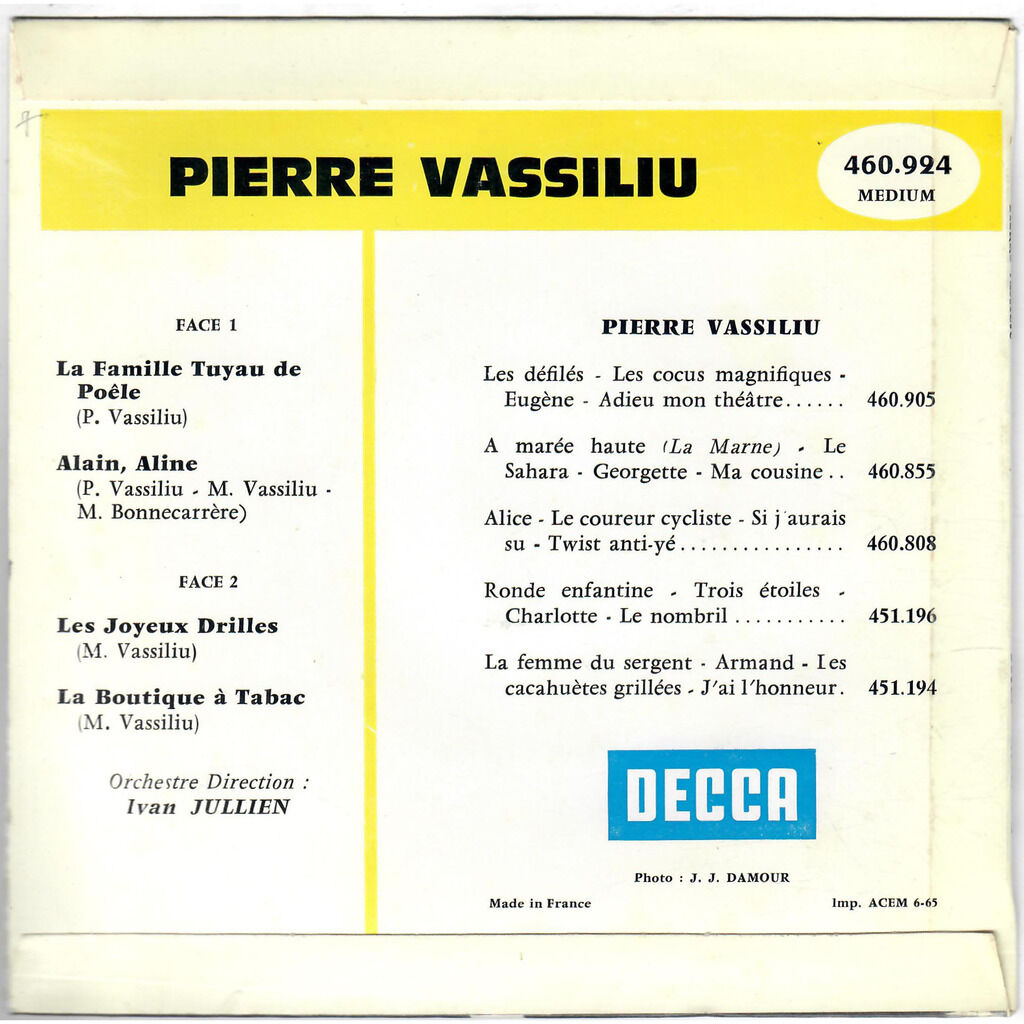 PIERRE VASSILIU
460.924
MEDIUM
FACE 1
La Famille Tuyau de
Poêle
(P. Vassiliu)
Alain, Aline
(P. Vassiliu - M. Vassiliu -
M. Bonnecarrère)
FACE 2
Les Joyeux Drilles
(M. Vassiliu)
La Boutique à Tabac
(M. Vassiliu)
Orchestre Direction :
Ivan JULLIEN
PIERRE VASSILIU
Les défilés - Les cocus magnifiques -
Eugène - Adieu mon théâtre...... 460.905
A marée haute (La Marne) - Le
Sahara - Georgette - Ma cousine.. 460.855
Alice - Le coureur cycliste - Si j'aurais
su - Twist anti-yé................ 460.808
Ronde enfantine - Trois étoiles -
Charlotte - Le nombril ........... 451.196
La femme du sergent - Armand - Les
cacahuètes grillées - J'ai l'honneur. 451.194
DECCA
Photo : J. J. DAMOUR
Made in France
Imp. ACEM 6-65